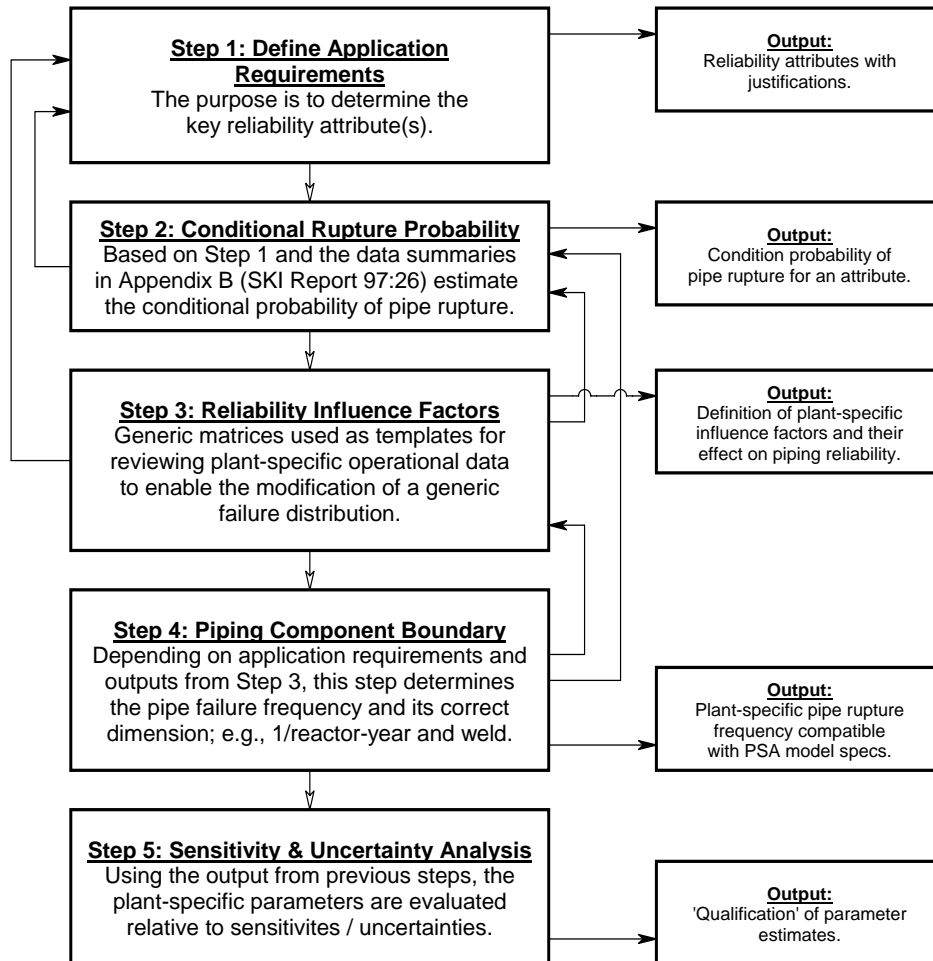 Step 1: Define Application
Requirements
The purpose is to determine the
key reliability attribute(s).
Output:
Reliability attributes with
justifications.
Step 2: Conditional Rupture Probability
Based on Step 1 and the data summaries
in Appendix B (SKI Report 97:26) estimate
the conditional probability of pipe rupture.
Output:
Condition probability of
pipe rupture for an attribute.
Step 3: Reliability Influence Factors
Generic matrices used as templates for
reviewing plant-specific operational data
to enable the modification of a generic
failure distribution.
Output:
Definition of plant-specific
influence factors and their
effect on piping reliability.
Step 4: Piping Component Boundary
Depending on application requirements and
outputs from Step 3, this step determines
the pipe failure frequency and its correct
dimension; e.g., 1/reactor-year and weld.
Output:
Plant-specific pipe rupture
frequency compatible
with PSA model specs.
Step 5: Sensitivity & Uncertainty Analysis
Using the output from previous steps, the
plant-specific parameters are evaluated
relative to sensitivites / uncertainties.
Output:
'Qualification' of parameter
estimates.